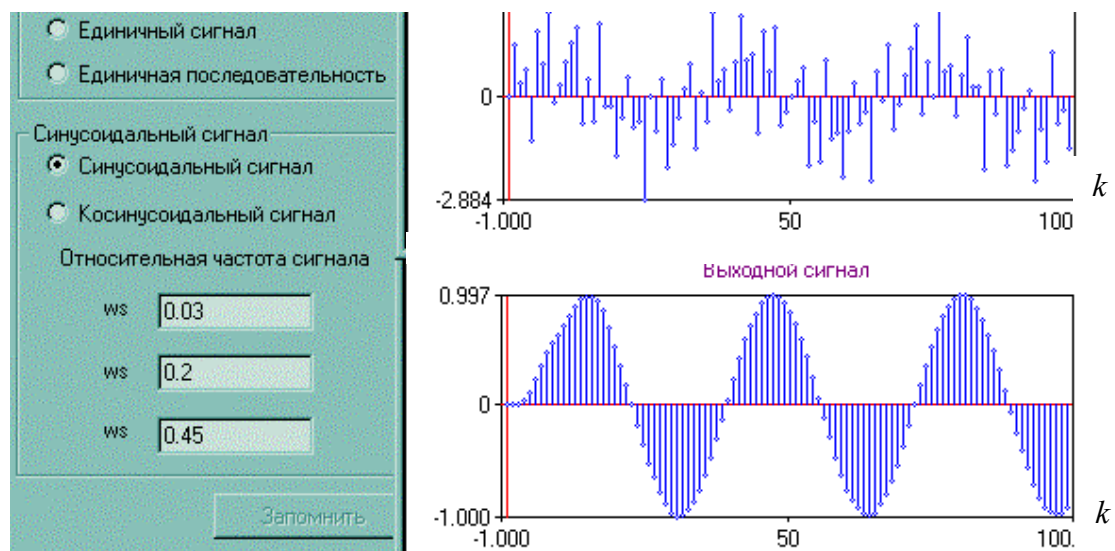 Единичный сигнал
Единичная последовательность
Синусоидальный сигнал
Синусоидальный сигнал
Косинусоидальный сигнал
Относительная частота сигнала
ws 0.03
ws 0.2
ws 0.45
Запомнить
0
-2.884
-1.000 50 100
k
Выходной сигнал
0.997
0
-1.000
-1.000 50 100.
k